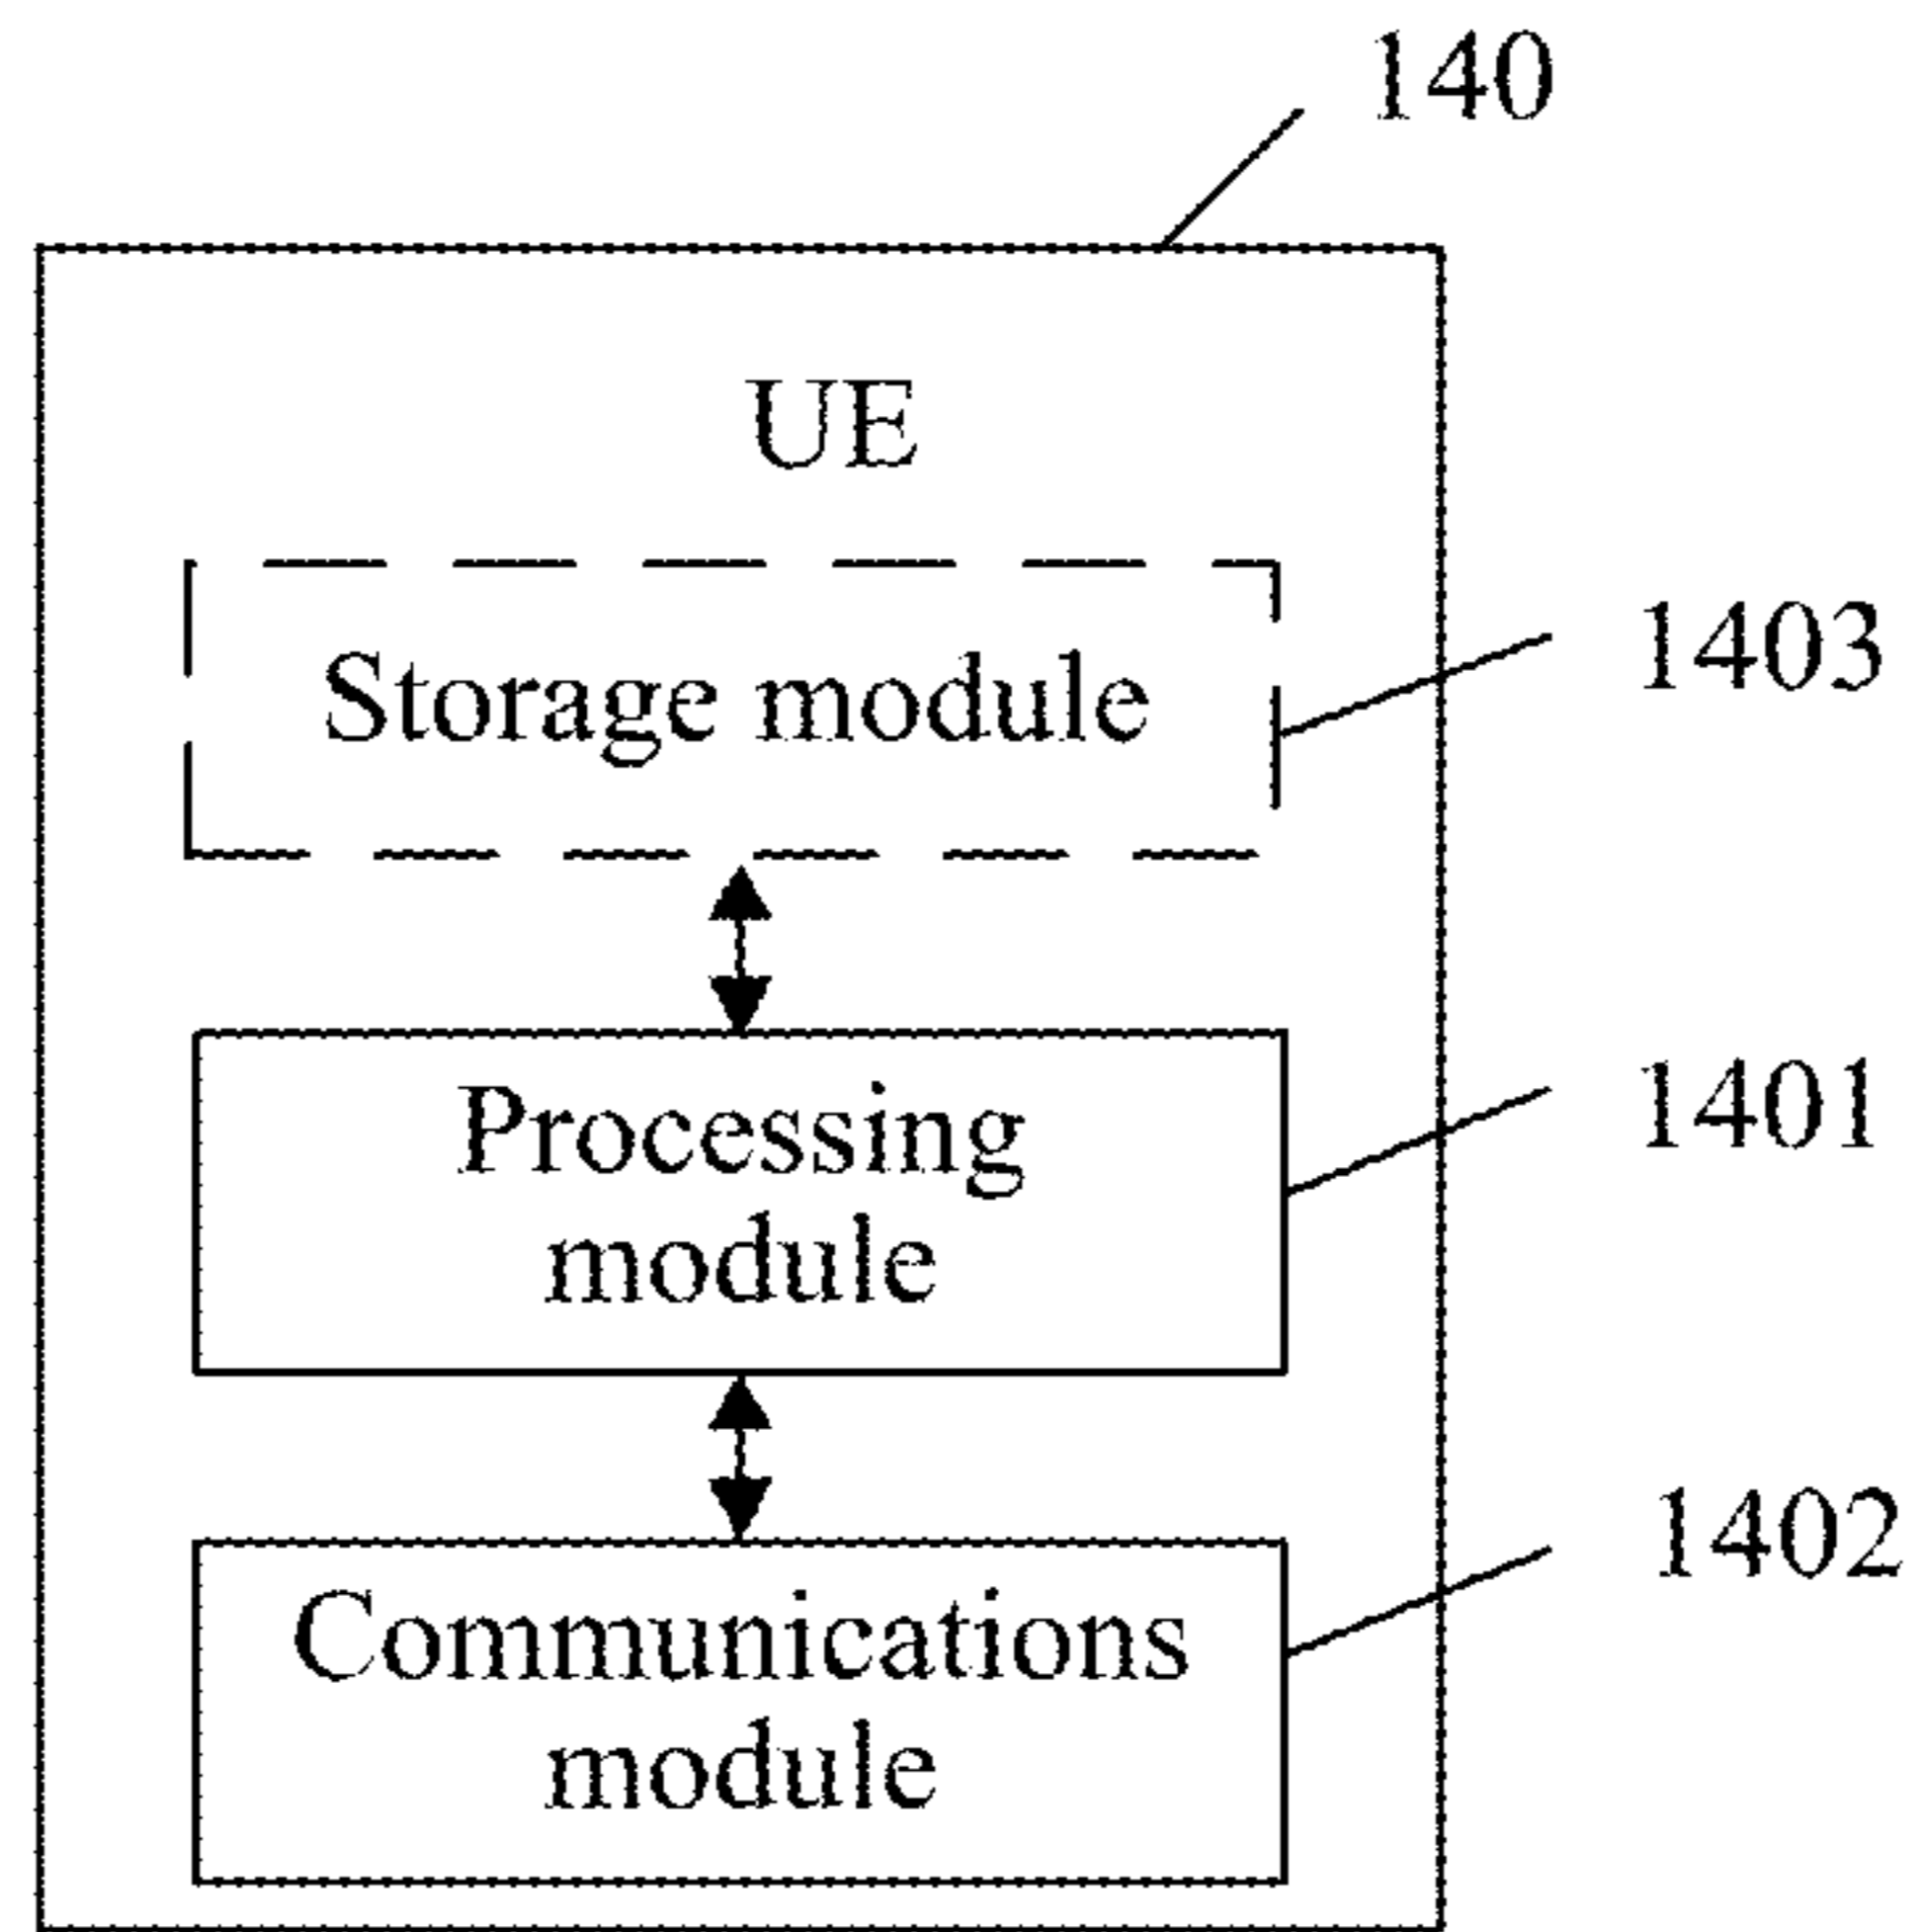 140
UE
Storage module
1403
Processing
module
1401
Communications
module
1402